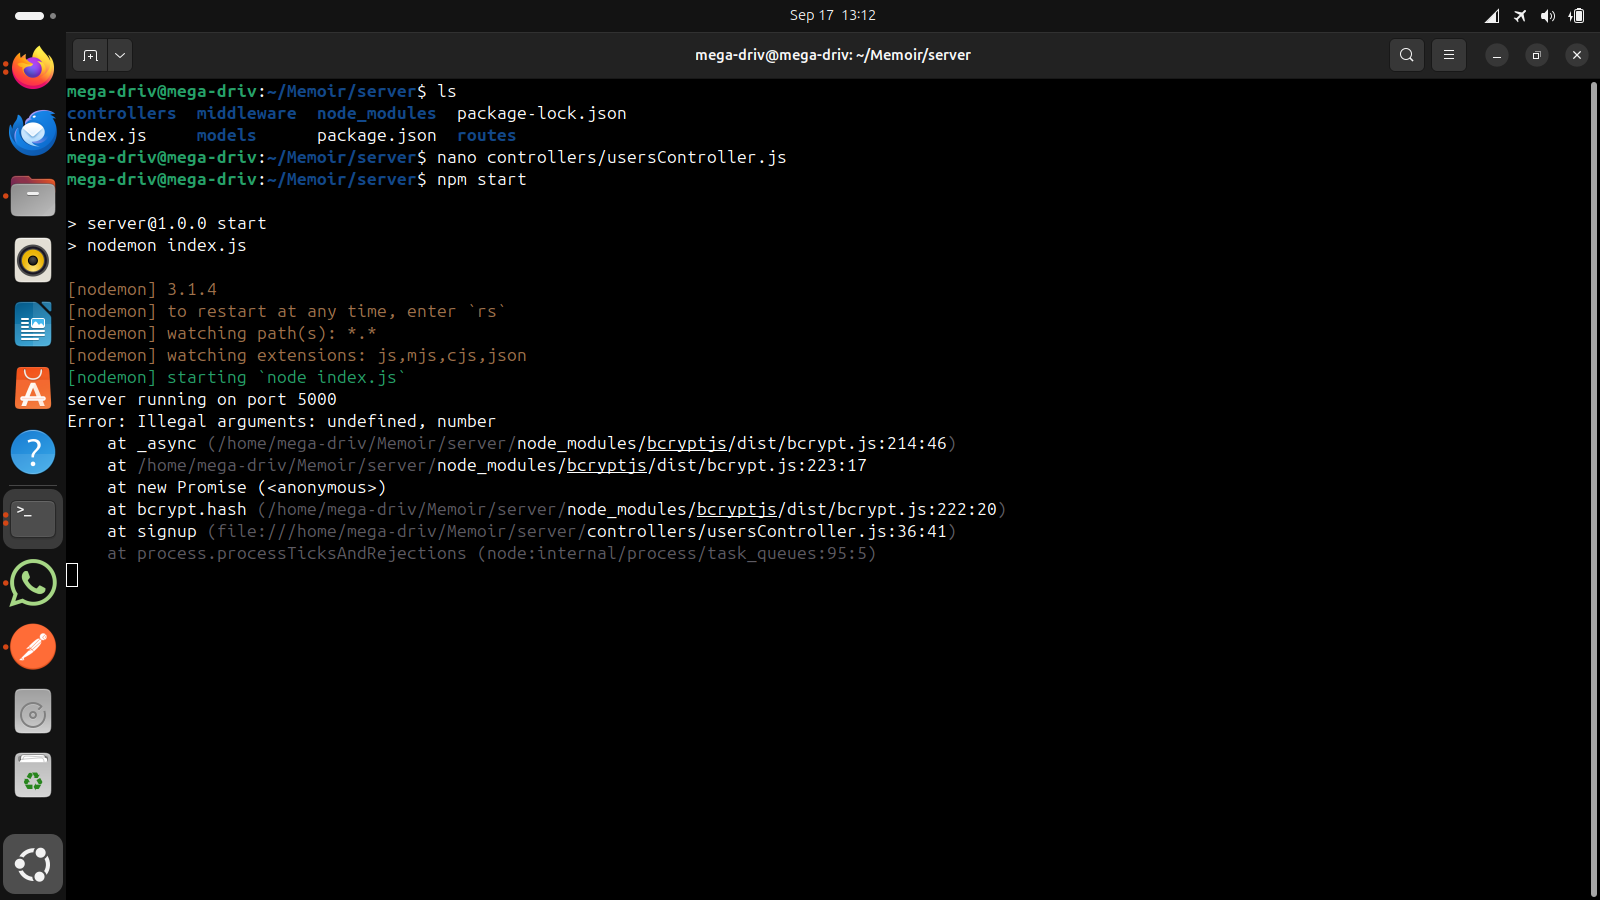 Sep 17 13:12
mega-driv@mega-driv: ~/Memoir/server
mega-driv@mega-driv:~/Memoir/server$ ls
controllers middleware node_modules package-lock.json
index.js models package.json routes
mega-driv@mega-driv:~/Memoir/server$ nano controllers/usersController.js
mega-driv@mega-driv:~/Memoir/server$ npm start
> server@1.0.0 start
> nodemon index.js
[nodemon] 3.1.4
[nodemon] to restart at any time, enter `rs`
[nodemon] watching path(s): *.*
[nodemon] watching extensions: js,mjs,cjs,json
[nodemon] starting `node index.js`
server running on port 5000
Error: Illegal arguments: undefined, number
at _async (/home/mega-driv/Memoir/server/node_modules/bcryptjs/dist/bcrypt.js:214:46)
at /home/mega-driv/Memoir/server/node_modules/bcryptjs/dist/bcrypt.js:223:17
at new Promise (<anonymous>)
at bcrypt.hash (/home/mega-driv/Memoir/server/node_modules/bcryptjs/dist/bcrypt.js:222:20)
at signup (file:///home/mega-driv/Memoir/server/controllers/usersController.js:36:41)
at process.processTicksAndRejections (node:internal/process/task_queues:95:5)